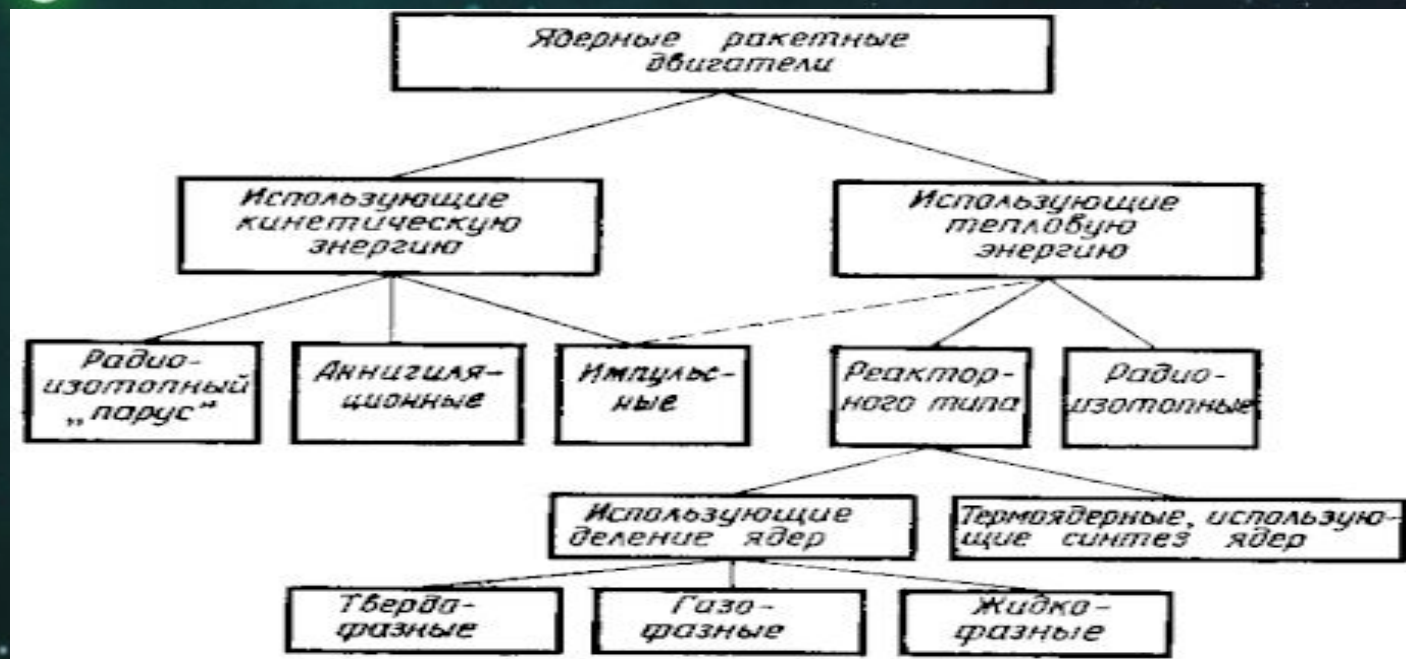 Ядерные ракетные
двигатели
Использующие
кинетическую
энергию
Использующие
тепловую
энергию
Радио-
изотопный
„парус“
Аннигиля-
ционные
Импульс-
ные
Реактор-
ного типа
Радио-
изотопные
Использующие
деление ядер
Термоядерные, использую-
щие синтез ядер
Твердо-
фазные
Газо-
фазные
Жидко-
фазные